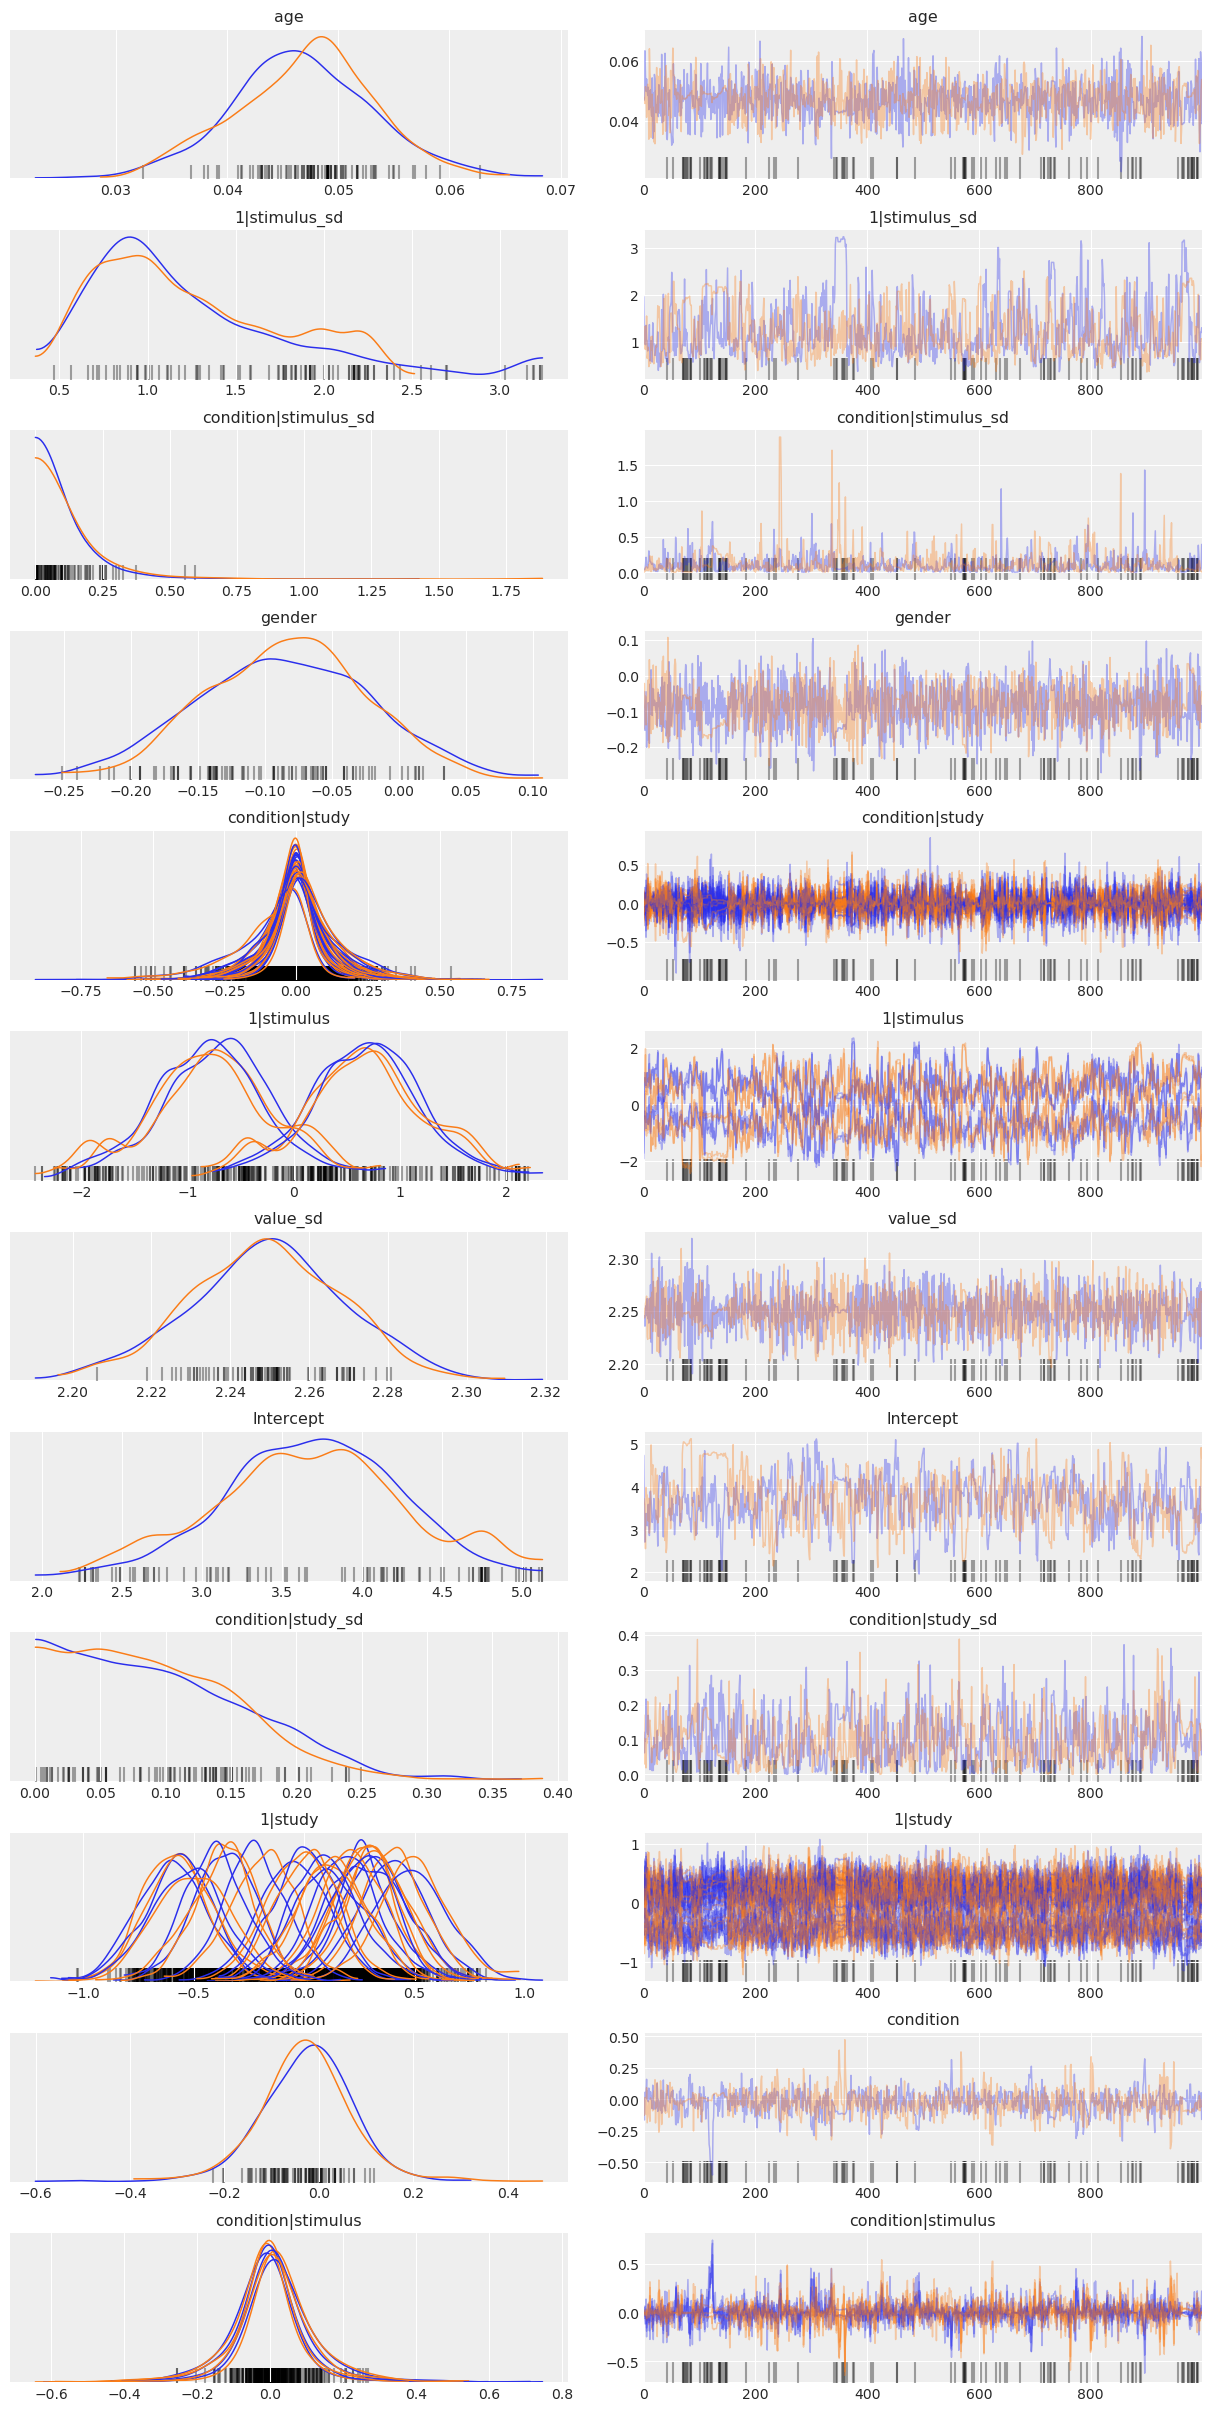 age age
0.06
0.04
0.03 0.04 0.05 0.06 0.07 0 200 400 600 800
1|stimulus_sd 1|stimulus_sd
3
2
1
0.5 1.0 1.5 2.0 2.5 3.0 0 200 400 600 800
condition|stimulus_sd condition|stimulus_sd
1.5
1.0
0.5
0.0
0.00 0.25 0.50 0.75 1.00 1.25 1.50 1.75 0 200 400 600 800
gender gender
0.1
0.0
−0.1
−0.2
−0.25 −0.20 −0.15 −0.10 −0.05 0.00 0.05 0.10 0 200 400 600 800
condition|study condition|study
0.5
0.0
−0.5
−0.75 −0.50 −0.25 0.00 0.25 0.50 0.75 0 200 400 600 800
1|stimulus 1|stimulus
2
0
−2
−2 −1 0 1 2 0 200 400 600 800
value_sd value_sd
2.30
2.25
2.20
2.20 2.22 2.24 2.26 2.28 2.30 2.32 0 200 400 600 800
Intercept Intercept
5
4
3
2
2.0 2.5 3.0 3.5 4.0 4.5 5.0 0 200 400 600 800
condition|study_sd condition|study_sd
0.4
0.3
0.2
0.1
0.0
0.00 0.05 0.10 0.15 0.20 0.25 0.30 0.35 0.40 0 200 400 600 800
1|study 1|study
1
0
−1
−1.0 −0.5 0.0 0.5 1.0 0 200 400 600 800
condition condition
0.50
0.25
0.00
−0.25
−0.50
−0.6 −0.4 −0.2 0.0 0.2 0.4 0 200 400 600 800
condition|stimulus condition|stimulus
0.5
0.0
−0.5
−0.6 −0.4 −0.2 0.0 0.2 0.4 0.6 0.8 0 200 400 600 800